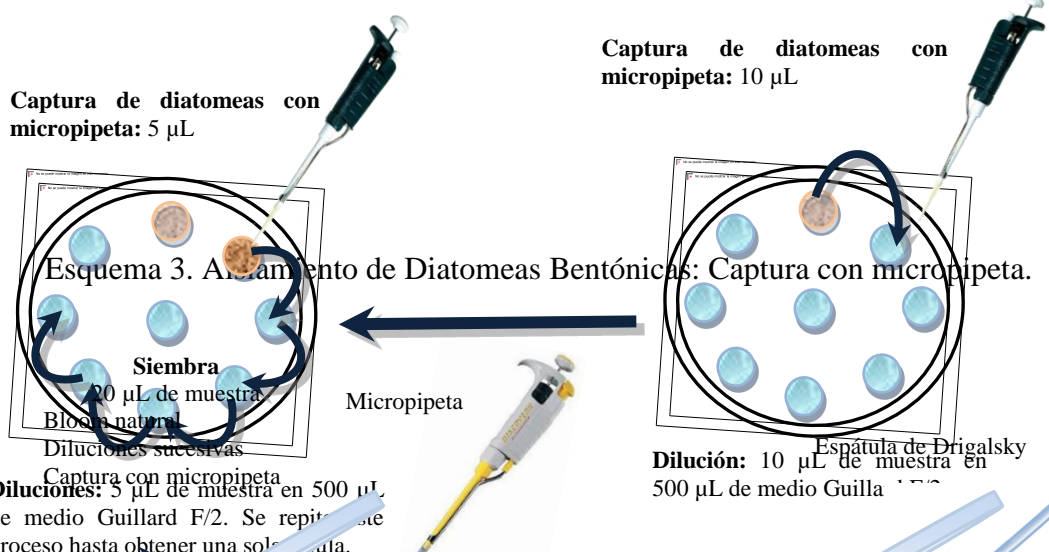 Captura de diatomeas con
micropipeta: 10 µL
Captura de diatomeas con
micropipeta: 5 µL
Esquema 3. Aislamiento de Diatomeas Bentónicas: Captura con micropipeta.
Siembra
20 µL de muestra
Bloom natural
Diluciones sucesivas
Captura con micropipeta
Micropipeta
Espátula de Drigalsky
Dilución: 10 µL de muestra en
500 µL de medio Guilla
Diluciones: 5 µL de muestra en 500 µL
de medio Guillard F/2. Se repite este
proceso hasta obtener una sola